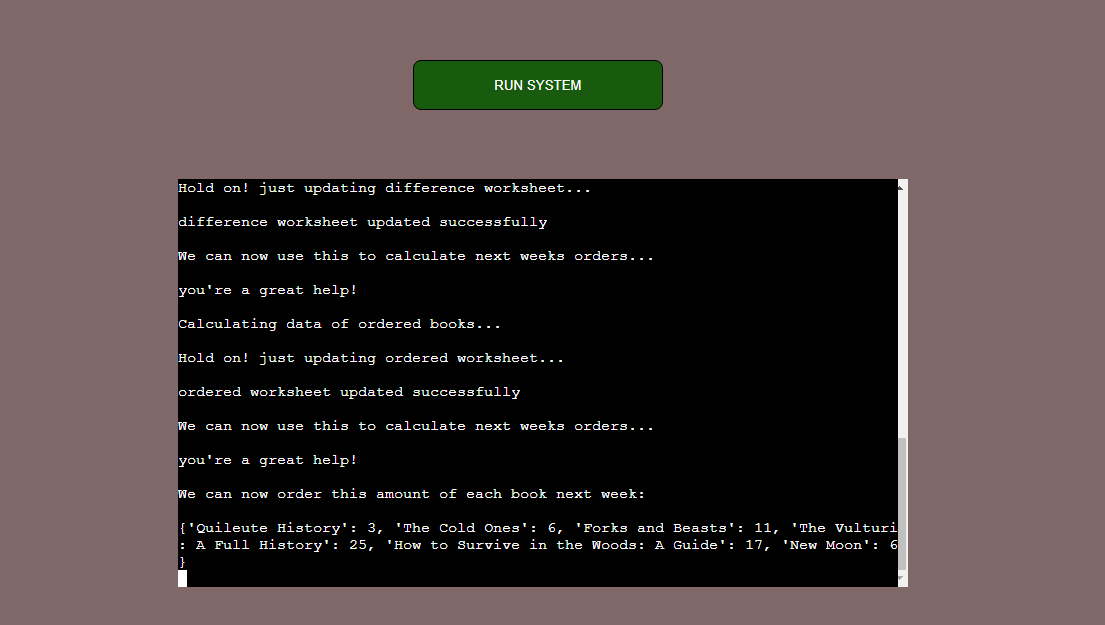 RUN SYSTEM
Hold on! just updating difference worksheet...
difference worksheet updated successfully
We can now use this to calculate next weeks orders...
you're a great help!
Calculating data of ordered books...
Hold on! just updating ordered worksheet...
ordered worksheet updated successfully
We can now use this to calculate next weeks orders...
you're a great help!
We can now order this amount of each book next week:
{'Quileute History': 3, 'The Cold Ones': 6, 'Forks and Beasts': 11, 'The Vulturi
: A Full History': 25, 'How to Survive in the Woods: A Guide': 17, 'New Moon': 6
}